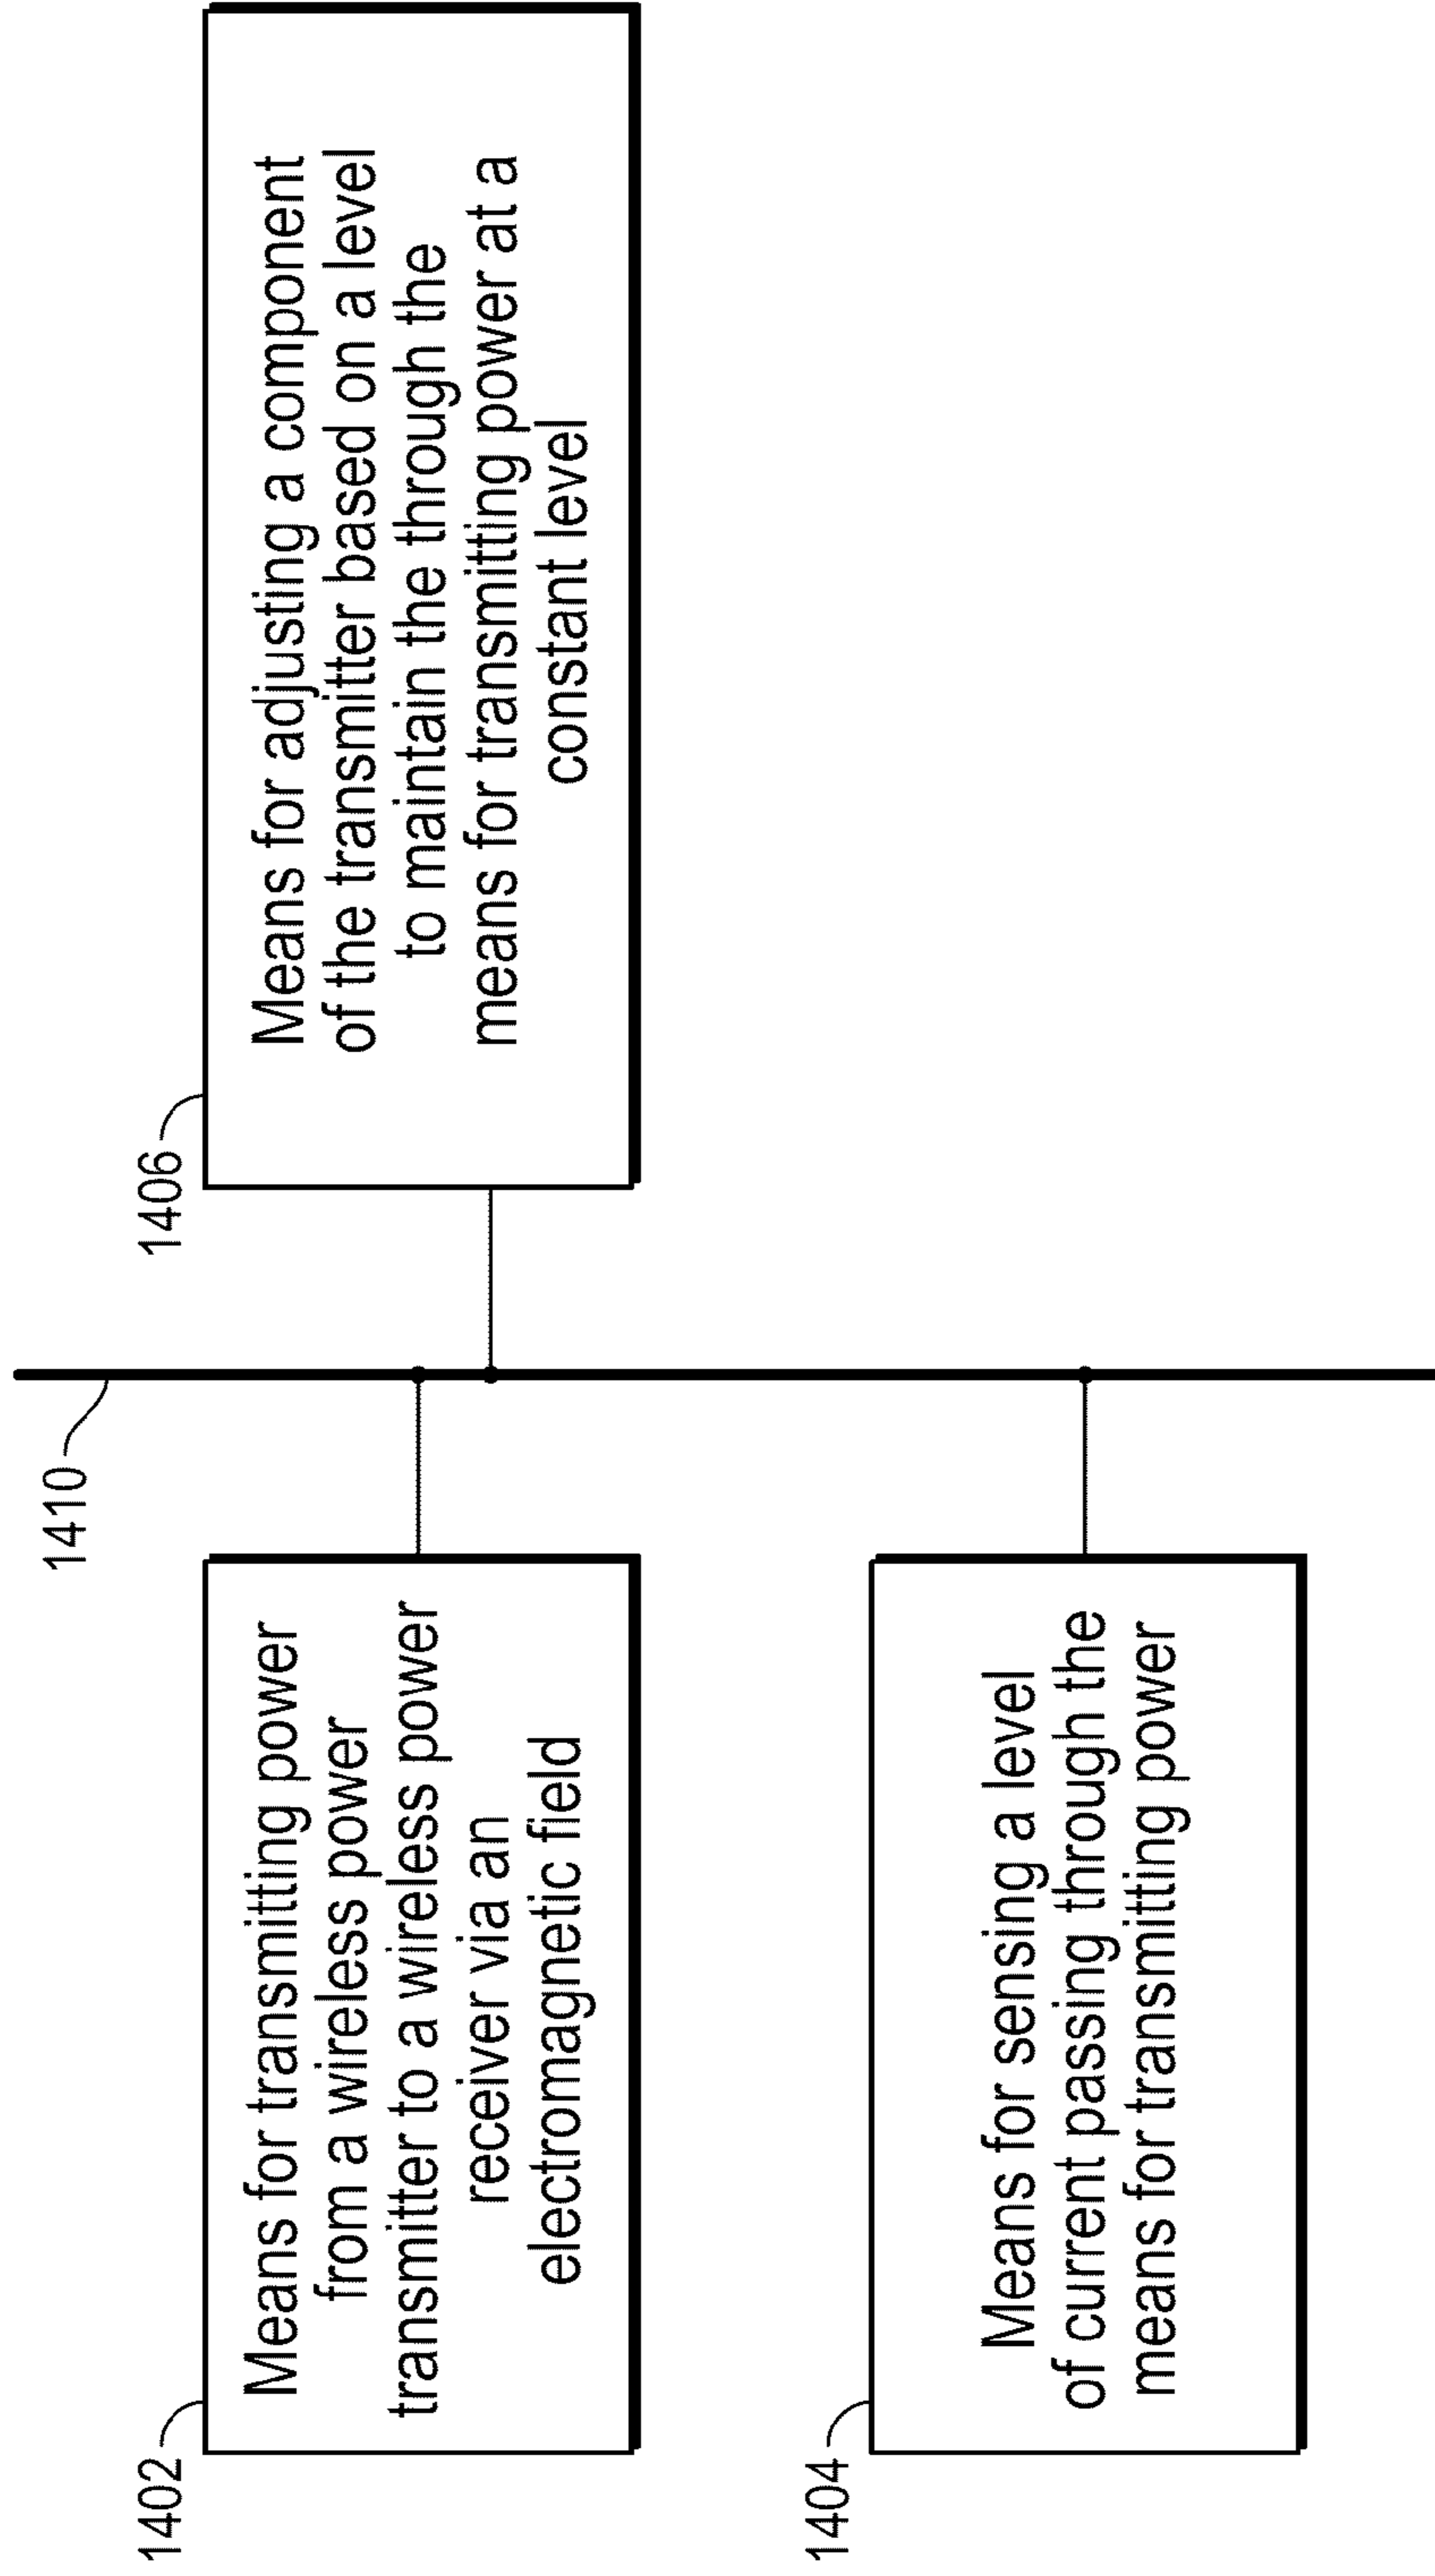 1402
Means for transmitting power
from a wireless power
transmitter to a wireless power
receiver via an
electromagnetic field
1410
1406
Means for adjusting a component
of the transmitter based on a level
to maintain the through the
means for transmitting power at a
constant level
1404
Means for sensing a level
of current passing through the
means for transmitting power